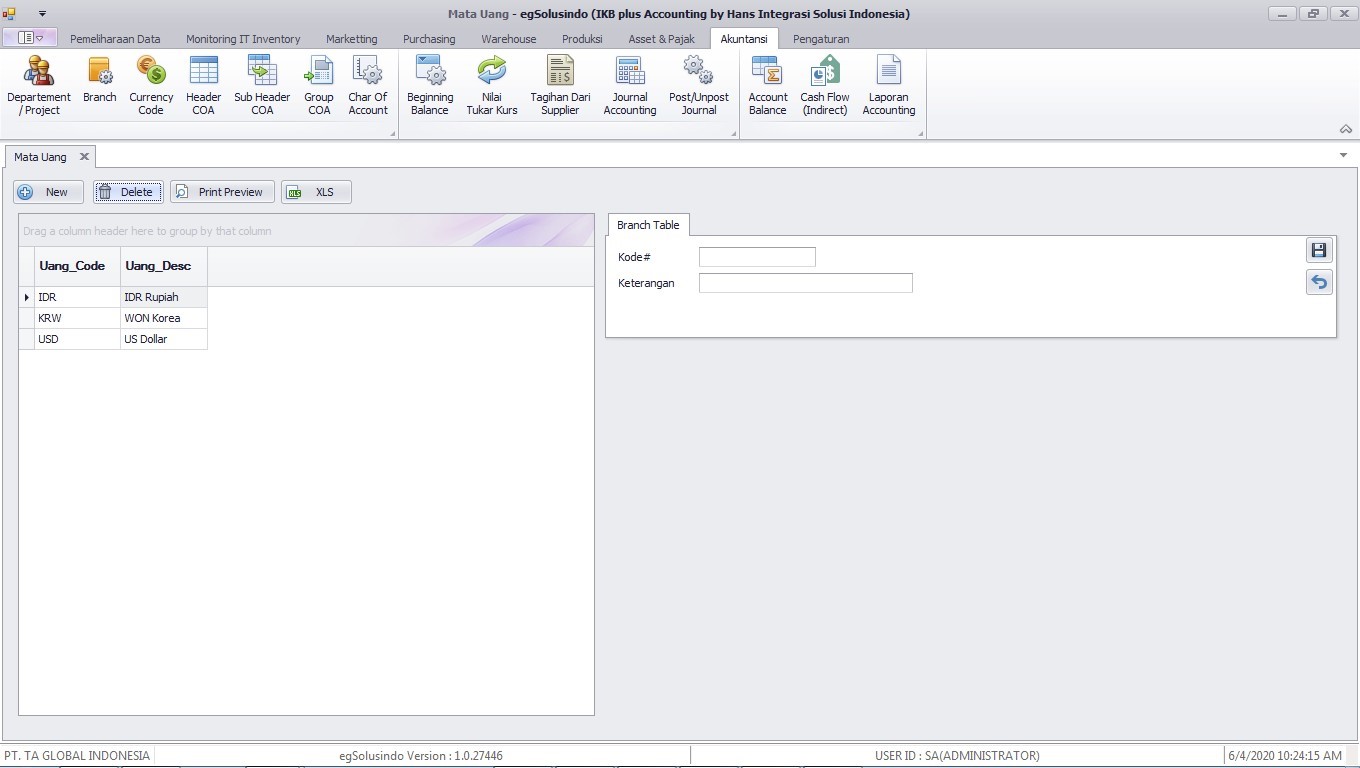 Mata Uang - egSolusindo (IKB plus Accounting by Hans Integrasi Solusi Indonesia)
Pemeliharaan Data Monitoring IT Inventory Marketting Purchasing Warehouse Produksi Asset & Pajak Akuntansi Pengaturan
Departement / Project
Branch
Currency Code
Header COA
Sub Header COA
Group COA
Char Of Account
Beginning Balance
Nilai Tukar Kurs
Tagihan Dari Supplier
Journal Accounting
Post/Unpost Journal
Account Balance
Cash Flow (Indirect)
Laporan Accounting
Mata Uang
New Delete Print Preview XLS XLS
Drag a column header here to group by that column
Uang_Code Uang_Desc
IDR IDR Rupiah
KRW WON Korea
USD US Dollar
Branch Table
Kode#
Keterangan
PT. TA GLOBAL INDONESIA egSolusindo Version : 1.0.27446 USER ID : SA(ADMINISTRATOR) 6/4/2020 10:24:15 AM